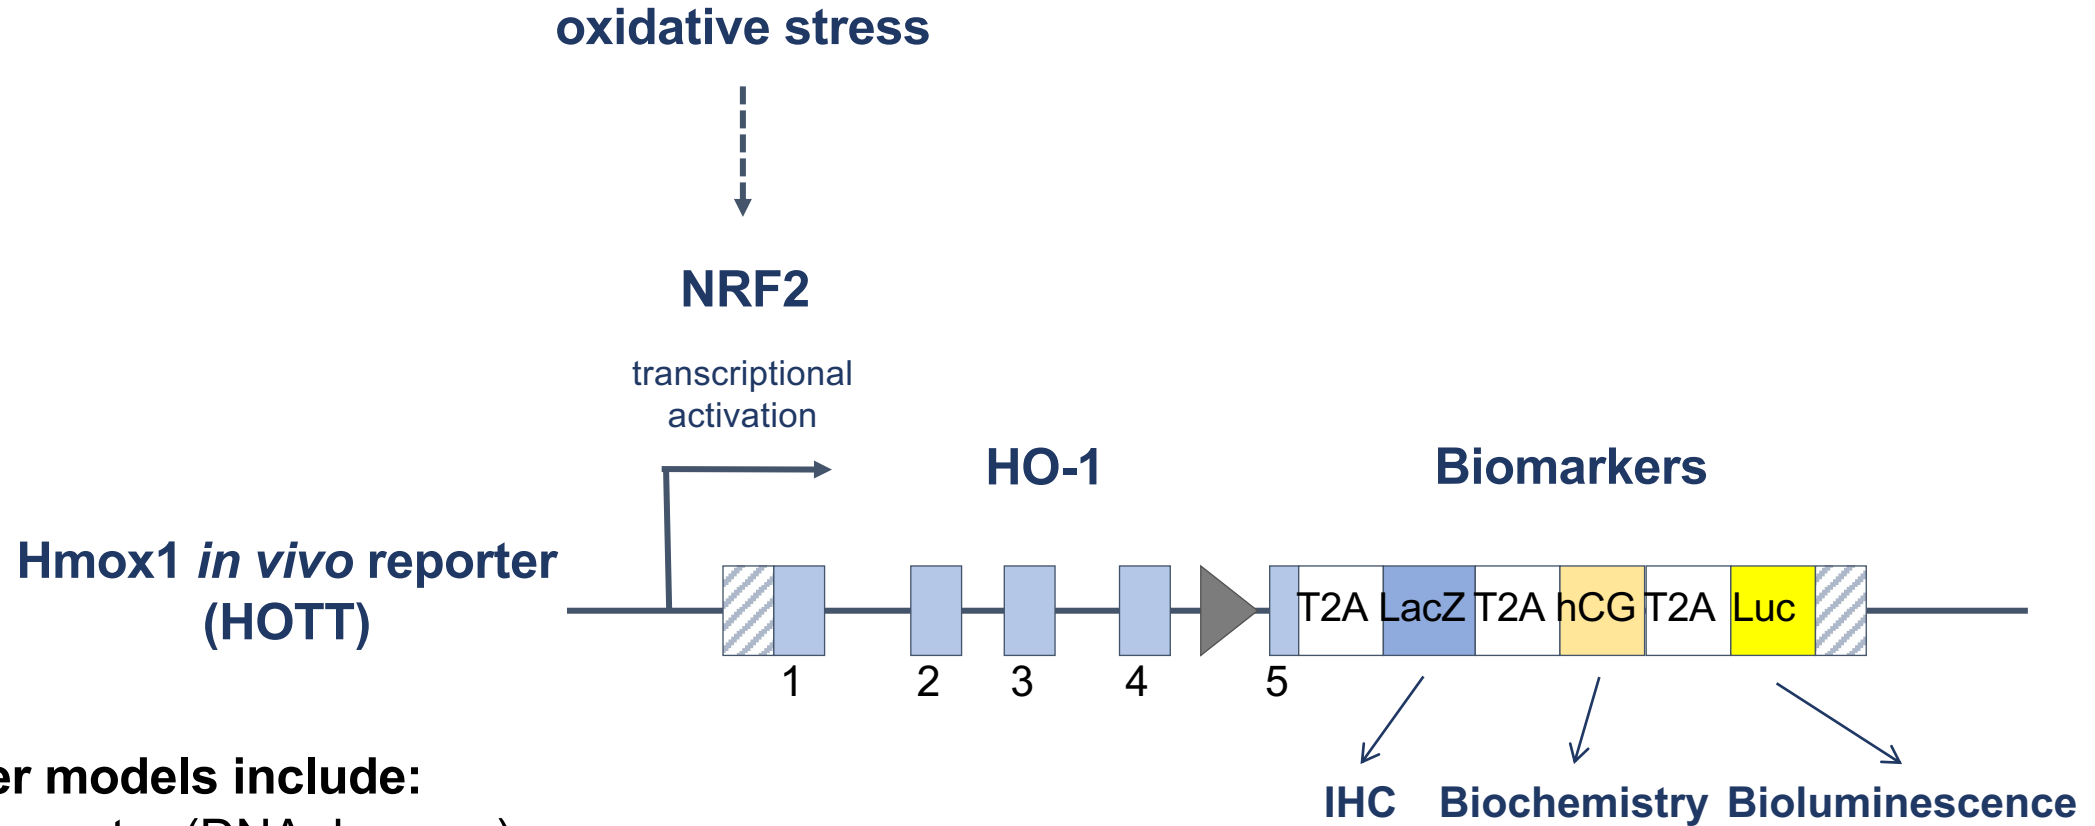 oxidative stress
NRF2
transcriptional
activation
HO-1
Biomarkers
Hmox1 in vivo reporter
(HOTT)
T2A LacZ T2A hCG T2A Luc
1 2 3 4 5
models include:
IHC Biochemistry Bioluminescence